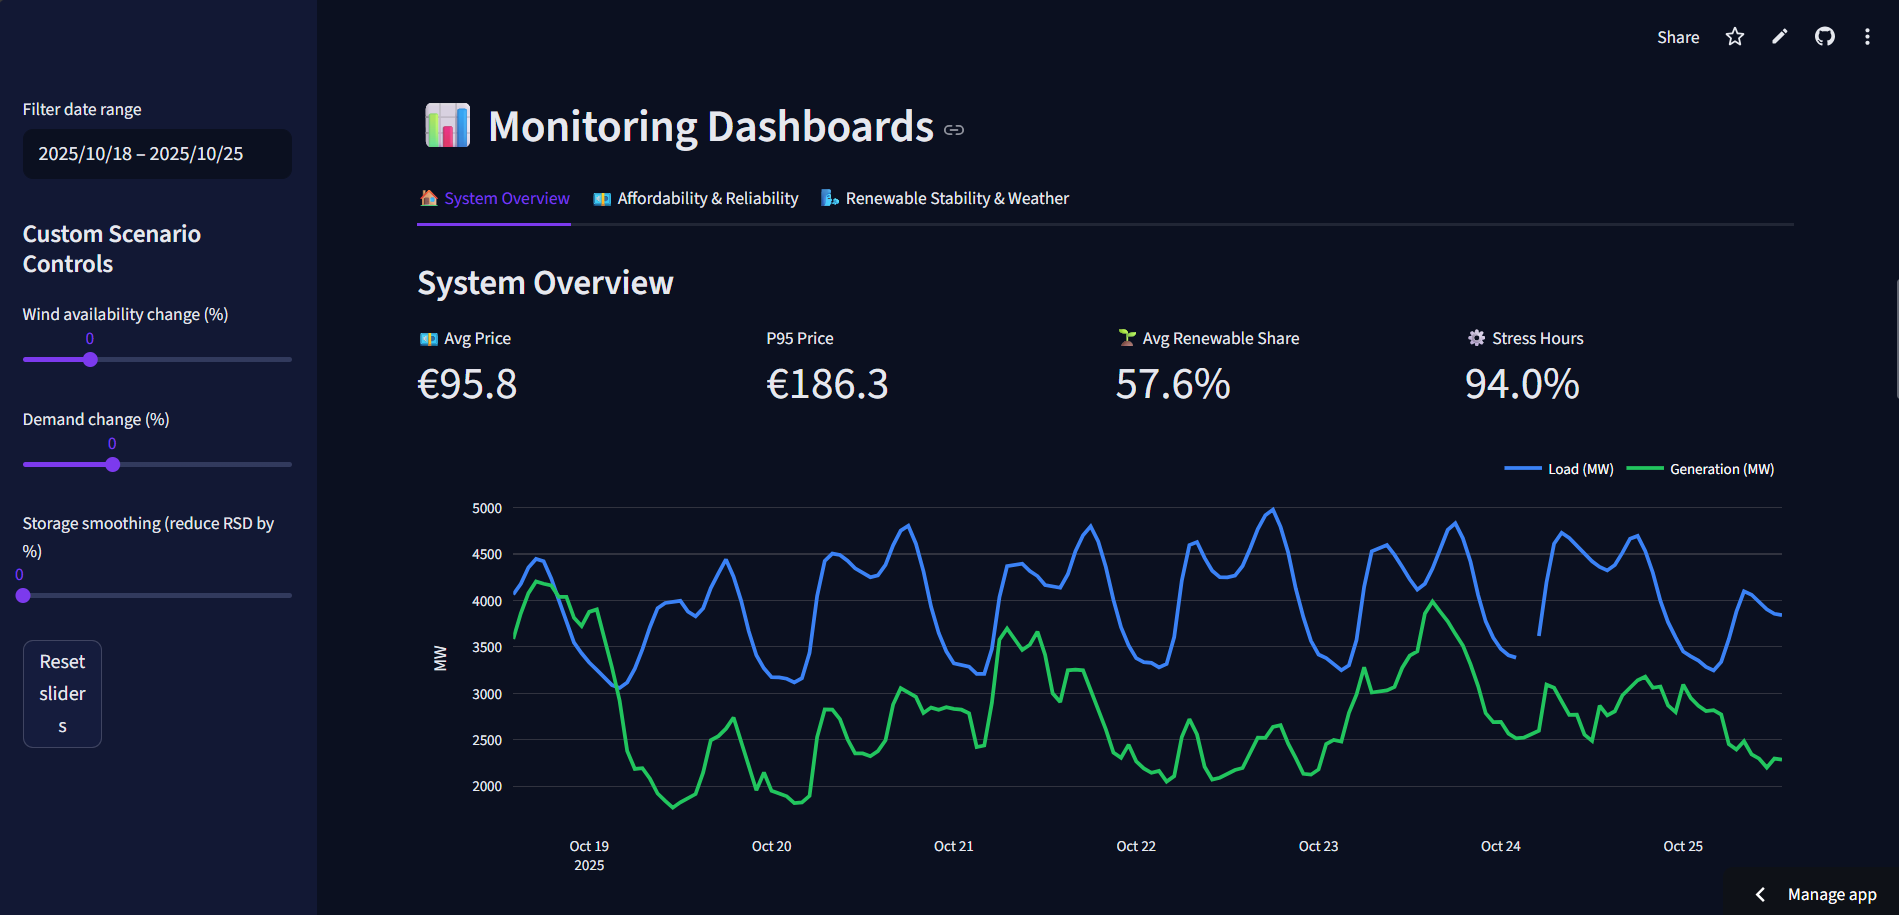 Share
Filter date range
2025/10/18 – 2025/10/25
Custom Scenario
Controls
Wind availability change (%)
0
Demand change (%)
0
Storage smoothing (reduce RSD by
%)
0
Reset
slider
s
Monitoring Dashboards
System Overview
Affordability & Reliability
Renewable Stability & Weather
System Overview
Avg Price
€95.8
P95 Price
€186.3
Avg Renewable Share
57.6%
Stress Hours
94.0%
Load (MW)
Generation (MW)
MW
5000
4500
4000
3500
3000
2500
2000
Oct 19
2025
Oct 20
Oct 21
Oct 22
Oct 23
Oct 24
Oct 25
Manage app